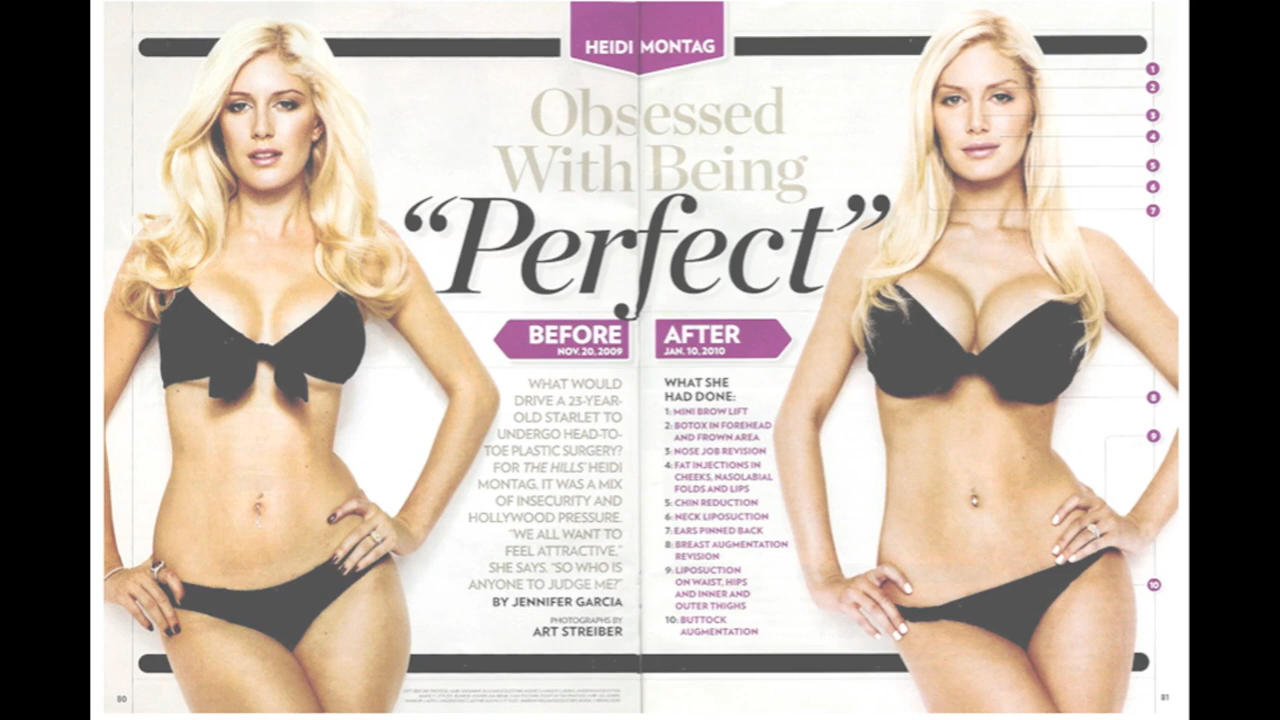 HEIDI MONTAG
Obsessed
With Being
“Perfect”
BEFORE
NOV. 20, 2009
WHAT WOULD
DRIVE A 23-YEAR-
OLD STARLET TO
UNDERGO HEAD-TO-
TOE PLASTIC SURGERY?
FOR THE HILLS’ HEIDI
MONTAG, IT WAS A MIX
OF INSECURITY AND
HOLLYWOOD PRESSURE.
“WE ALL WANT TO
FEEL ATTRACTIVE,”
SHE SAYS. “SO WHO IS
ANYONE TO JUDGE ME?”
BY JENNIFER GARCIA
PHOTOGRAPHS BY
ART STREIBER
80
AFTER
JAN. 10, 2010
WHAT SHE
HAD DONE:
1: MINI BROW LIFT
2: BOTOX IN FOREHEAD
AND FROWN AREA
3: NOSE JOB REVISION
4: FAT INJECTIONS IN
CHEEKS, NASOLABIAL
FOLDS AND LIPS
5: CHIN REDUCTION
6: NECK LIPOSUCTION
7: EARS PINNED BACK
8: BREAST AUGMENTATION
REVISION
9: LIPOSUCTION
ON WAIST, HIPS
AND INNER AND
OUTER THIGHS
10: BUTTOCK
AUGMENTATION
1
2
3
4
5
6
7
8
9
10
81